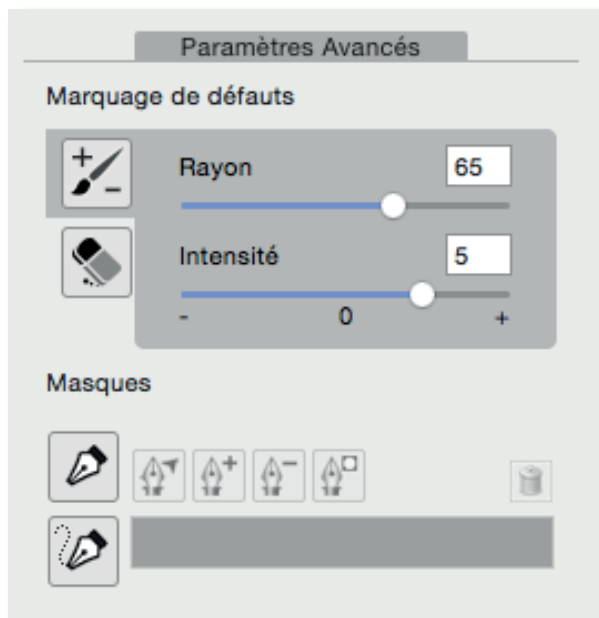 Paramètres Avancés
Marquage de défauts
Rayon 65
Intensité 5
- 0 +
Masques